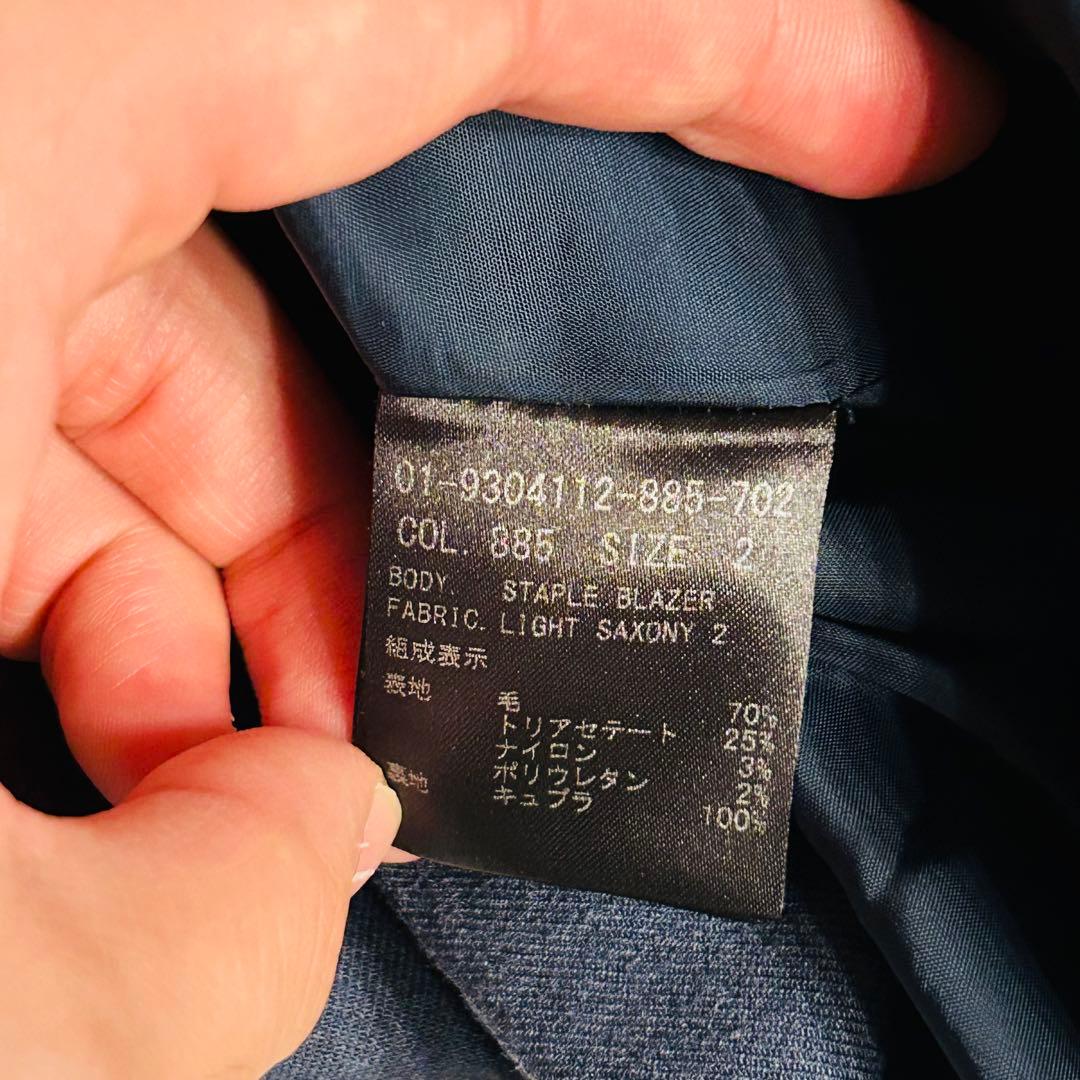 01-9304112-885-702
COL. 885 SIZE 2
BODY. STAPLE BLAZER
FABRIC. LIGHT SAXONY 2
組成表示
表地 毛 70%
トリアセテート 25%
ナイロン 3%
ポリウレタン 2%
裏地 キュプラ 100%